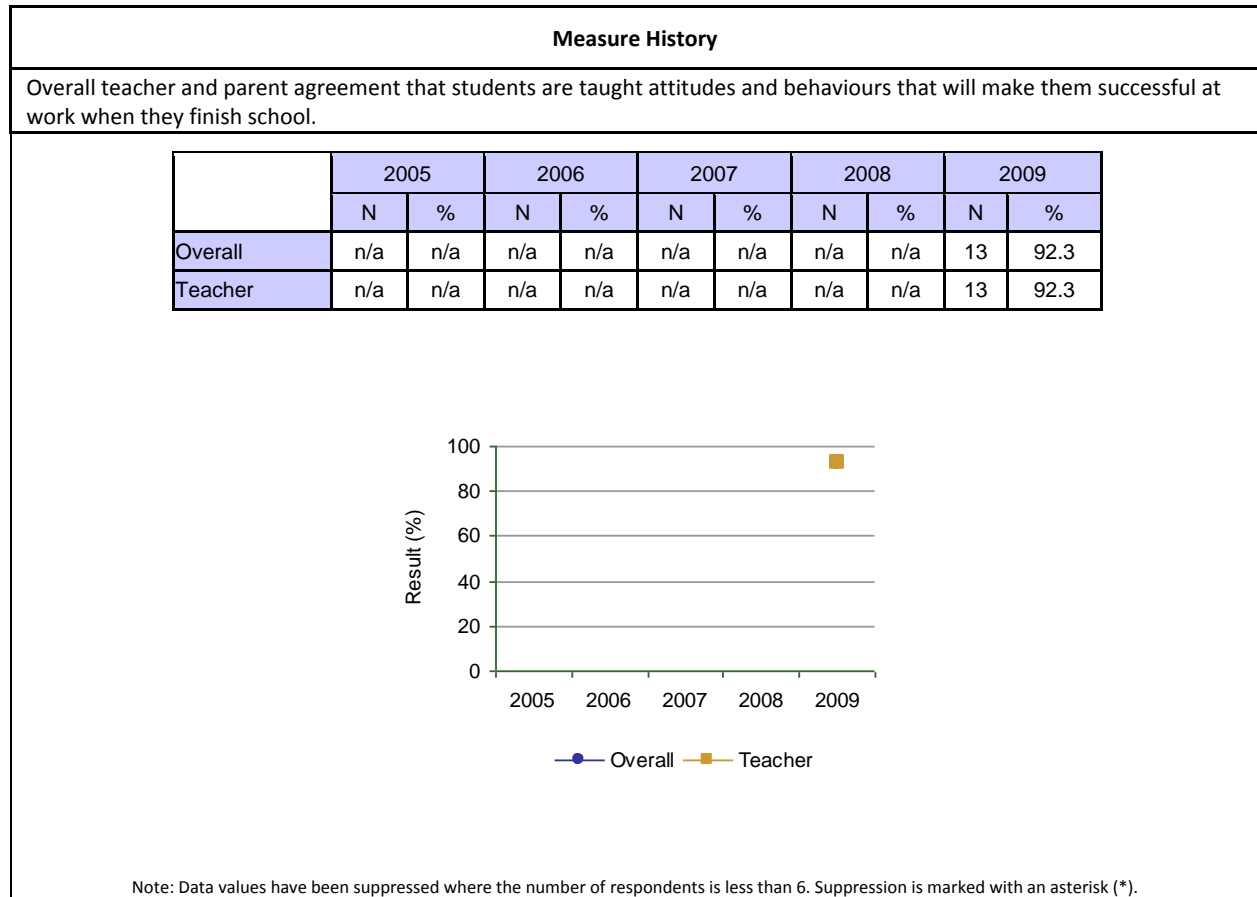 Measure History
Overall teacher and parent agreement that students are taught attitudes and behaviours that will make them successful at
work when they finish school.
2005 2006 2007 2008 2009
N % N % N % N % N %
Overall n/a n/a n/a n/a n/a n/a n/a n/a 13 92.3
Teacher n/a n/a n/a n/a n/a n/a n/a n/a 13 92.3
Result (%)
100
80
60
40
20
0
2005 2006 2007 2008 2009
Overall Teacher
Note: Data values have been suppressed where the number of respondents is less than 6. Suppression is marked with an asterisk (*).